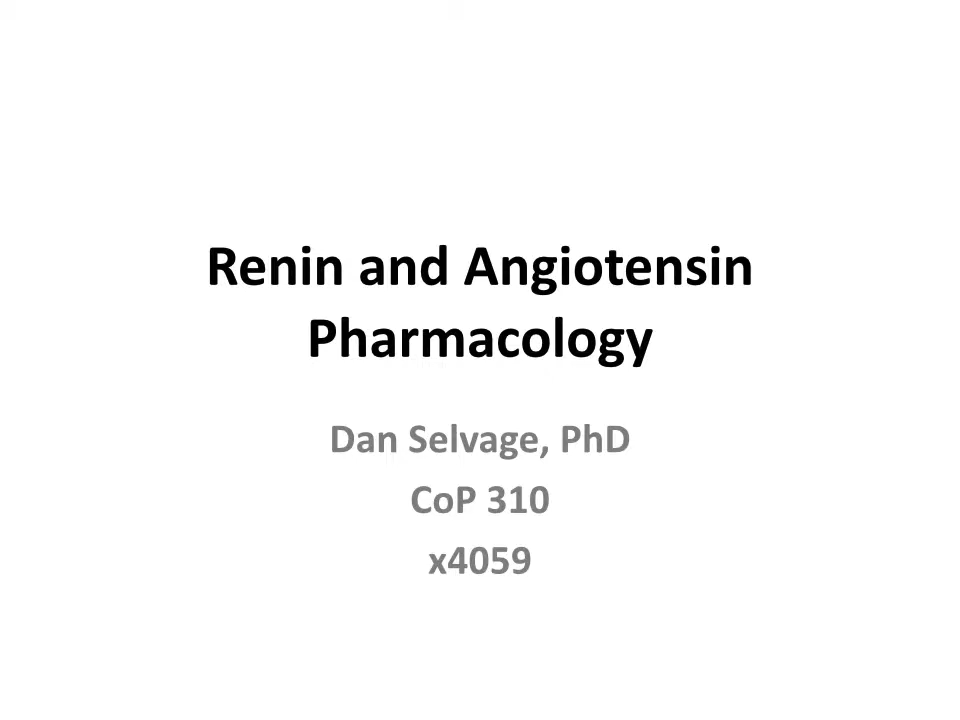 Renin and Angiotensin
Pharmacology
Dan Selvage, PhD
CoP 310
x4059